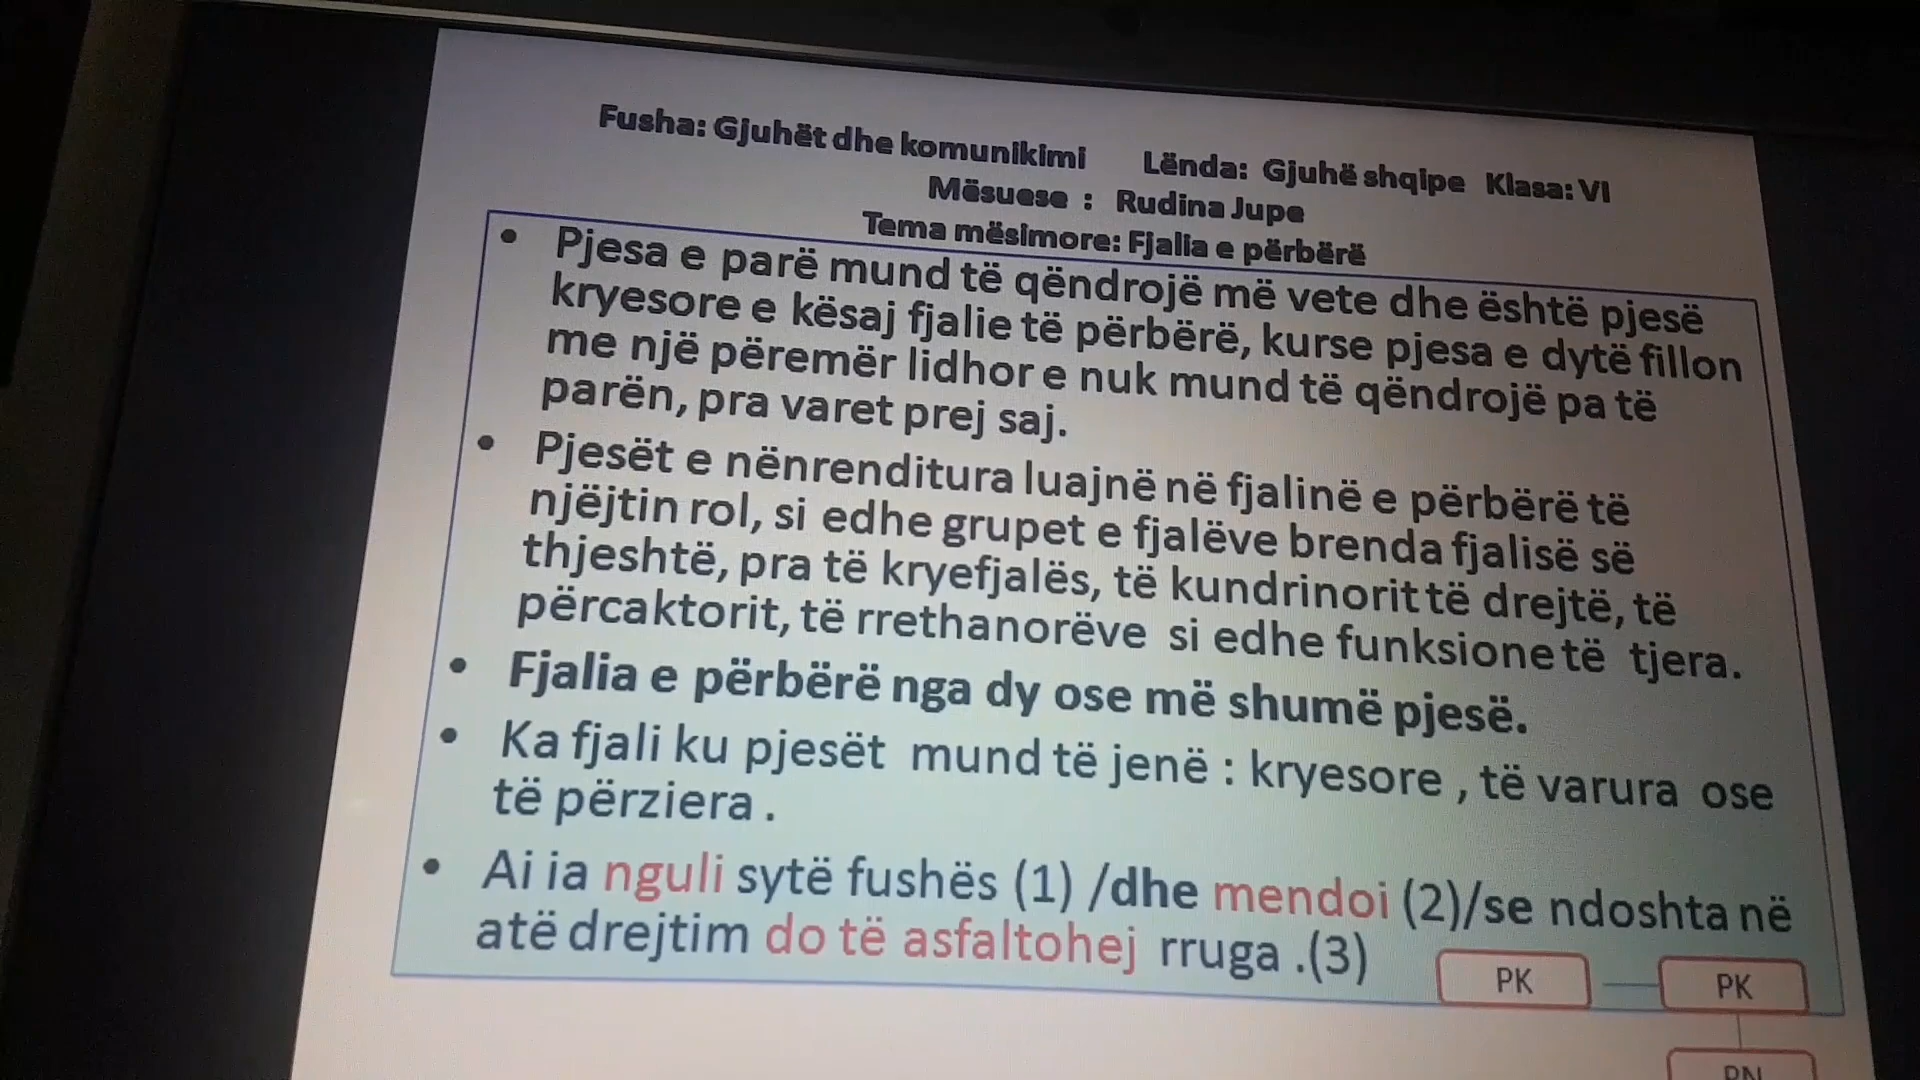 Fusha: Gjuhët dhe komunikimi Lënda: Gjuhë shqipe Klasa: VI
Mësuese : Rudina Jupe
Tema mësimore: Fjalia e përbërë
• Pjesa e parë mund të qëndrojë më vete dhe është pjesë
kryesore e kësaj fjalie të përbërë, kurse pjesa e dytë fillon
me një përemër lidhor e nuk mund të qëndrojë pa të
parën, pra varet prej saj.
• Pjesët e nënrenditura luajnë në fjalinë e përbërë të
njëjtin rol, si edhe grupet e fjalëve brenda fjalisë së
thjeshtë, pra të kryefjalës, të kundrinorit të drejtë, të
përcaktorit, të rrethanorëve si edhe funksione të tjera.
• Fjalia e përbërë nga dy ose më shumë pjesë.
• Ka fjali ku pjesët mund të jenë : kryesore , të varura ose
të përziera .
• Ai ia nguli sytë fushës (1) /dhe mendoi (2)/se ndoshta në
atë drejtim do të asfaltohej rruga .(3)
PK PK
PN